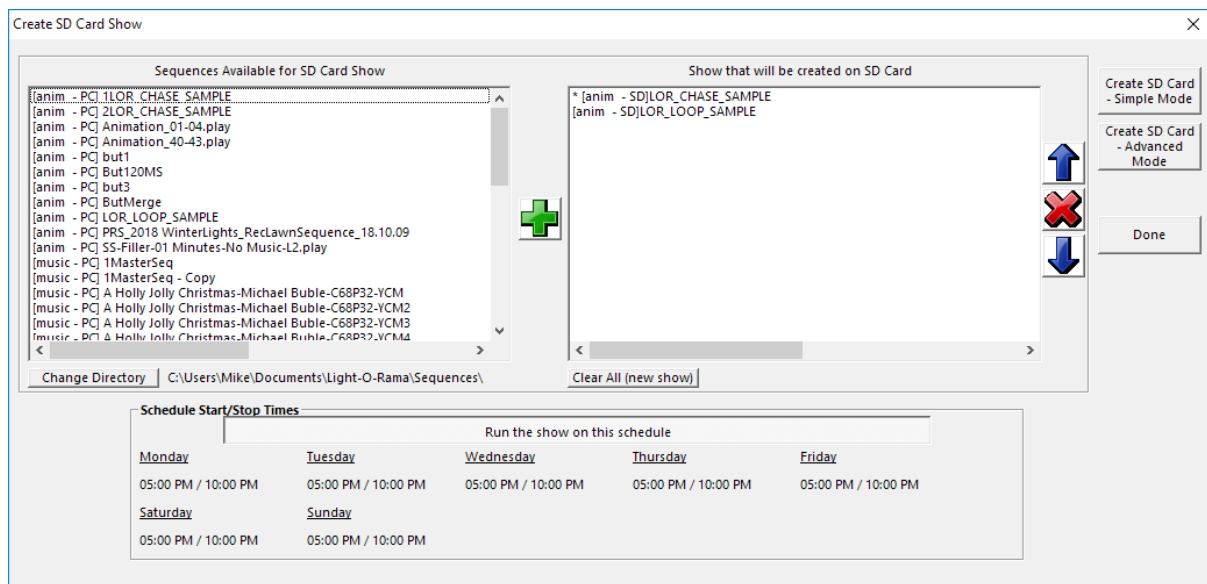 Create SD Card Show
Sequences Available for SD Card Show
[anim - PC] 1LOR_CHASE_SAMPLE
[anim - PC] 2LOR_CHASE_SAMPLE
[anim - PC] Animation_01-04.play
[anim - PC] Animation_40-43.play
[anim - PC] but1
[anim - PC] But120MS
[anim - PC] but3
[anim - PC] ButMerge
[anim - PC] LOR_LOOP_SAMPLE
[anim - PC] PRS_2018 WinterLights_RecLawnSequence_18.10.09
[anim - PC] SS-Filler-01 Minutes-No Music-L2.play
[music - PC] 1MasterSeq
[music - PC] 1MasterSeq - Copy
[music - PC] A Holly Jolly Christmas-Michael Buble-C68P32-YCM
[music - PC] A Holly Jolly Christmas-Michael Buble-C68P32-YCM2
[music - PC] A Holly Jolly Christmas-Michael Buble-C68P32-YCM3
[music - PC] A Holly Jolly Christmas-Michael Buble-C68P32-YCM4
Change Directory
C:\Users\Mike\Documents\Light-O-Rama\Sequences\
Show that will be created on SD Card
* [anim - SD]LOR_CHASE_SAMPLE
[anim - SD]LOR_LOOP_SAMPLE
Clear All (new show)
Create SD Card
- Simple Mode
Create SD Card
- Advanced
Mode
Done
Schedule Start/Stop Times
Run the show on this schedule
Monday Tuesday Wednesday Thursday Friday
05:00 PM / 10:00 PM 05:00 PM / 10:00 PM 05:00 PM / 10:00 PM 05:00 PM / 10:00 PM 05:00 PM / 10:00 PM
Saturday Sunday
05:00 PM / 10:00 PM 05:00 PM / 10:00 PM